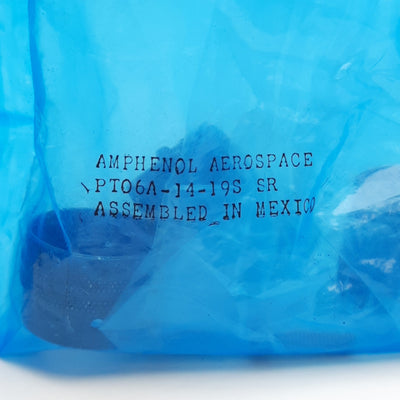 AMPHENOL AEROSPACE
PT06A-14-19S SR
ASSEMBLED IN MEXICO